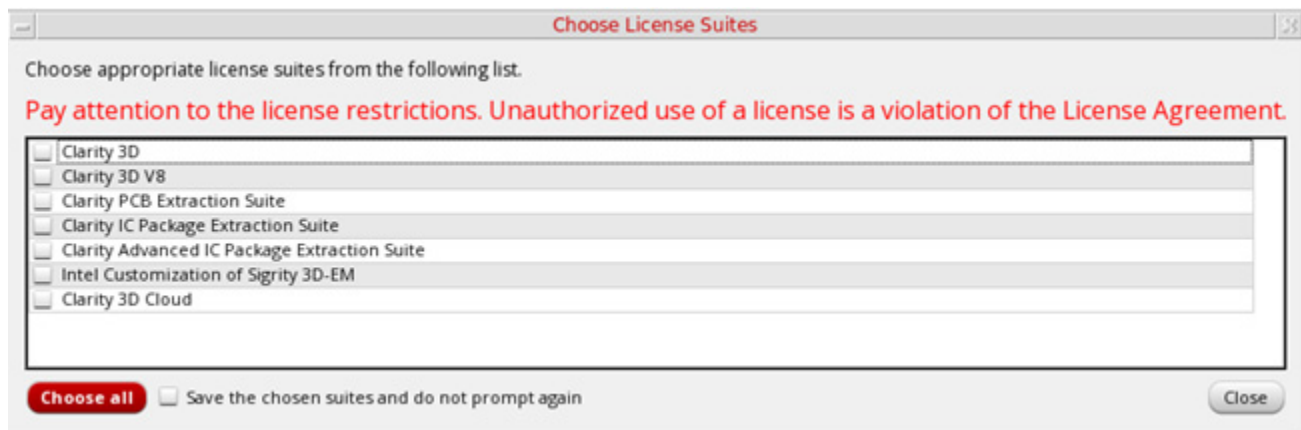 Choose License Suites
Choose appropriate license suites from the following list.
Pay attention to the license restrictions. Unauthorized use of a license is a violation of the License Agreement.
Clarity 3D
Clarity 3D V8
Clarity PCB Extraction Suite
Clarity IC Package Extraction Suite
Clarity Advanced IC Package Extraction Suite
Intel Customization of Sigrity 3D-EM
Clarity 3D Cloud
Choose all Save the chosen suites and do not prompt again Close